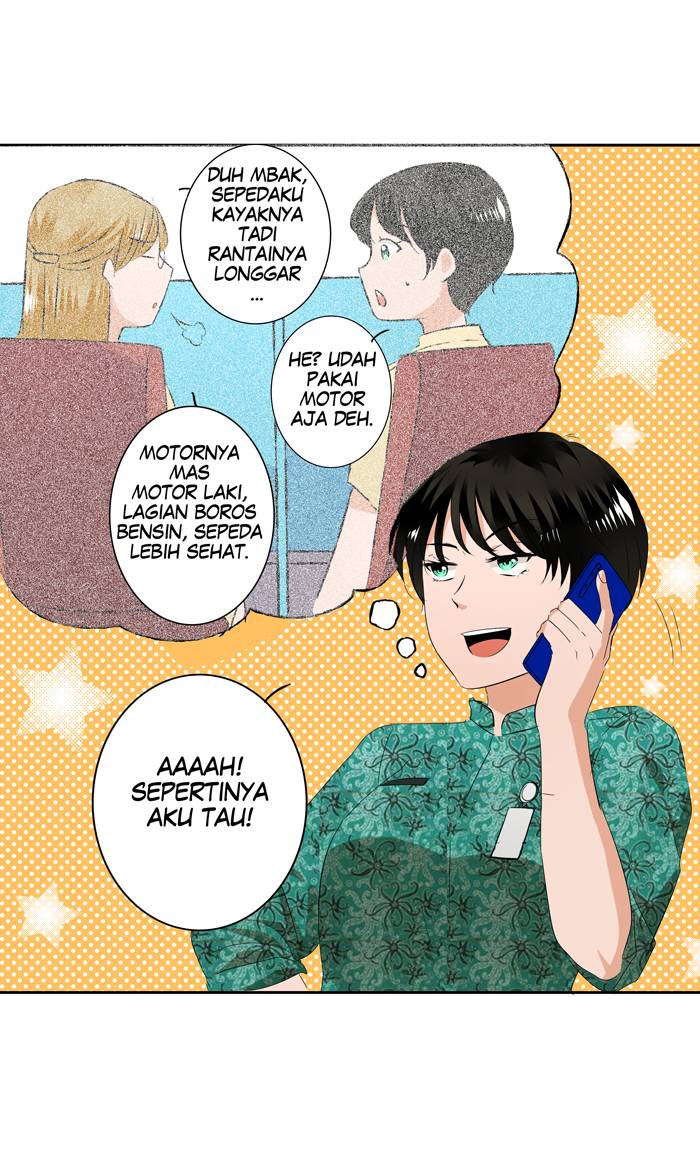 DUH MBAK,
SEPEDAKU
KAYAKNYA
TADI
RANTAINYA
LONGGAR
...
HE? UDAH
PAKAI
MOTOR
AJA DEH.
MOTORNYA
MAS
MOTOR LAKI,
LAGIAN BOROS
BENSIN, SEPEDA
LEBIH SEHAT.
AAAAH!
SEPERTINYA
AKU TAU!